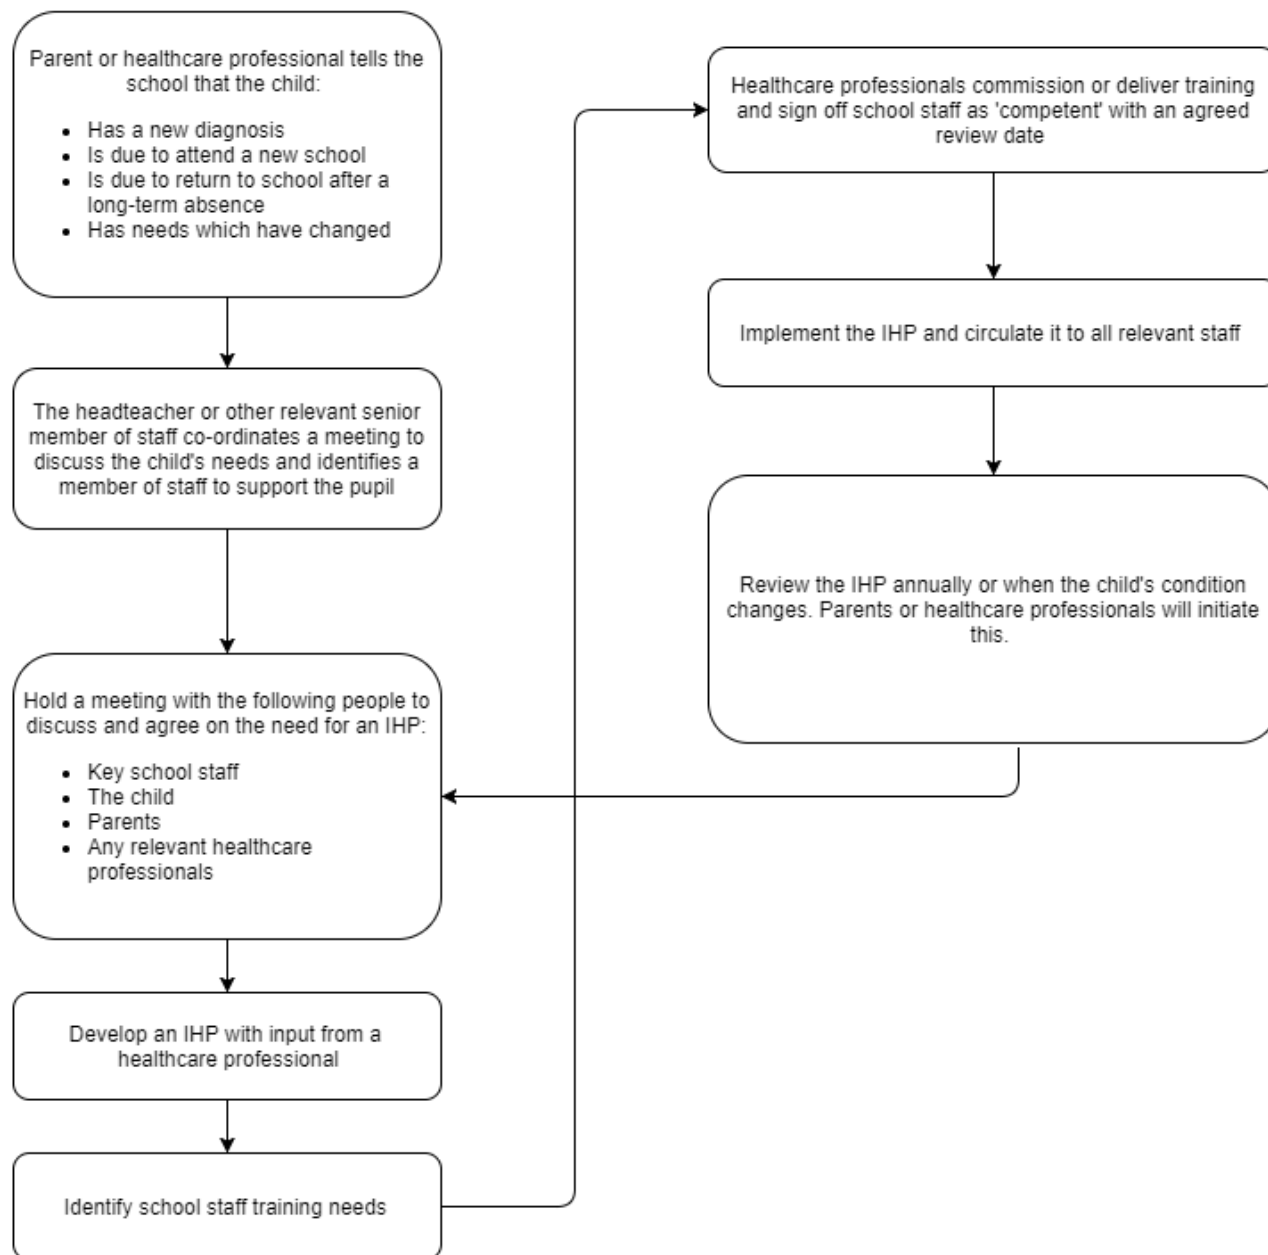 Parent or healthcare professional tells the
school that the child:
• Has a new diagnosis
• Is due to attend a new school
• Is due to return to school after a
long-term absence
• Has needs which have changed
The headteacher or other relevant senior
member of staff co-ordinates a meeting to
discuss the child's needs and identifies a
member of staff to support the pupil
Hold a meeting with the following people to
discuss and agree on the need for an IHP:
• Key school staff
• The child
• Parents
• Any relevant healthcare
professionals
Develop an IHP with input from a
healthcare professional
Identify school staff training needs
Healthcare professionals commission or deliver training
and sign off school staff as 'competent' with an agreed
review date
Implement the IHP and circulate it to all relevant staff
Review the IHP annually or when the child's condition
changes. Parents or healthcare professionals will initiate
this.